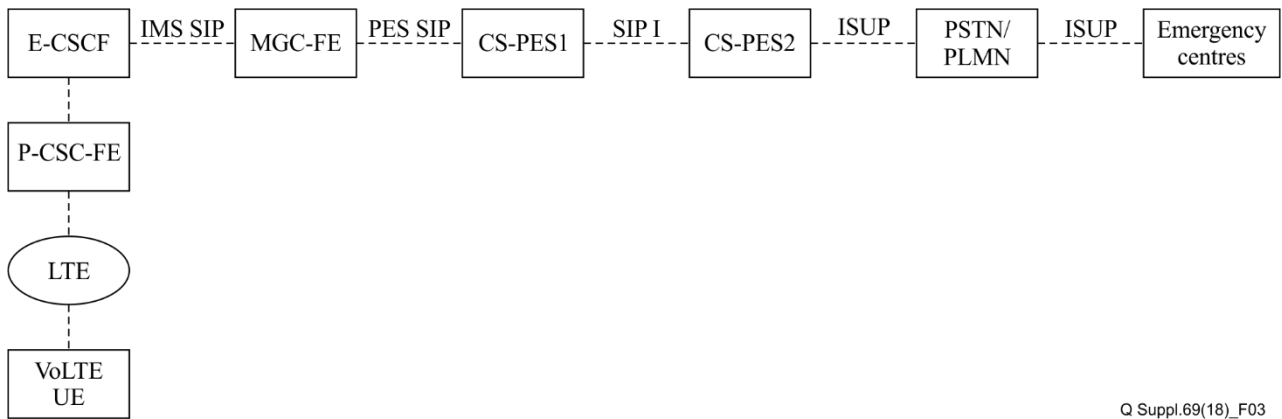 E-CSCF
IMS SIP
MGC-FE
PES SIP
CS-PES1
SIP I
CS-PES2
ISUP
PSTN/
PLMN
ISUP
Emergency
centres
P-CSC-FE
LTE
VoLTE
UE
Q Suppl.69(18)_F03